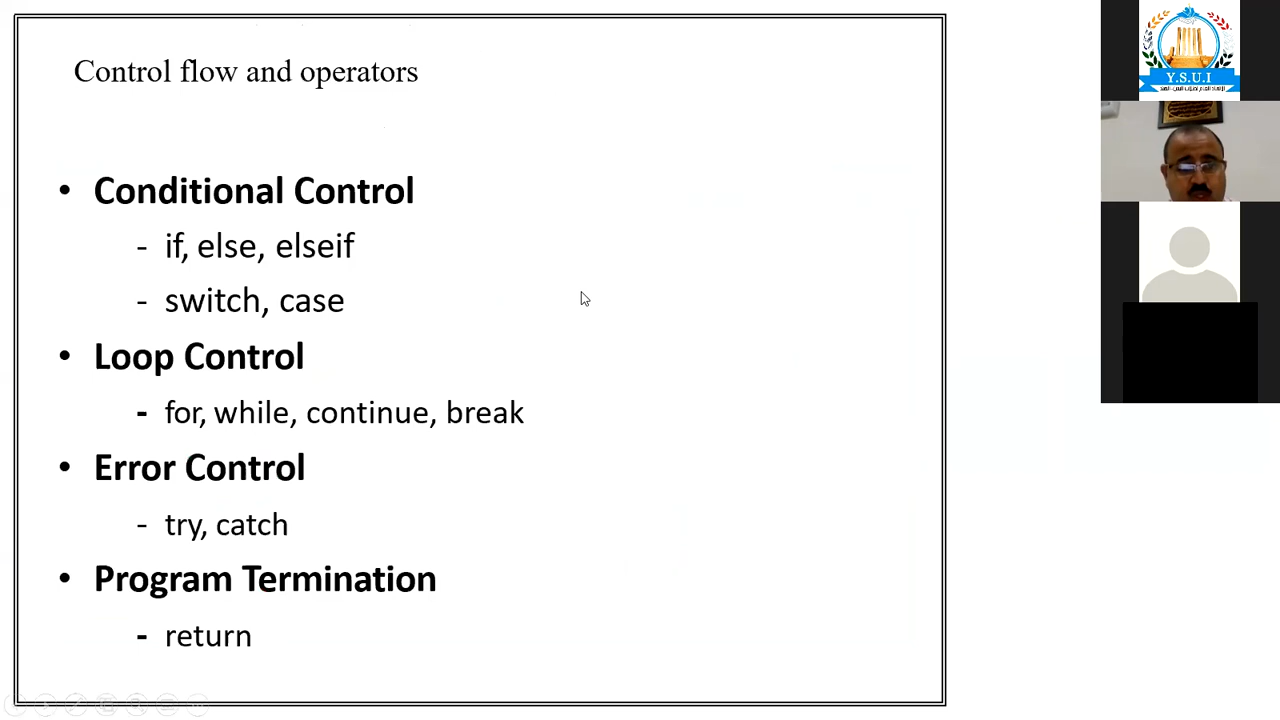 Control flow and operators
• Conditional Control
- if, else, elseif
- switch, case
• Loop Control
- for, while, continue, break
• Error Control
- try, catch
• Program Termination
- return
Y.S.U.I